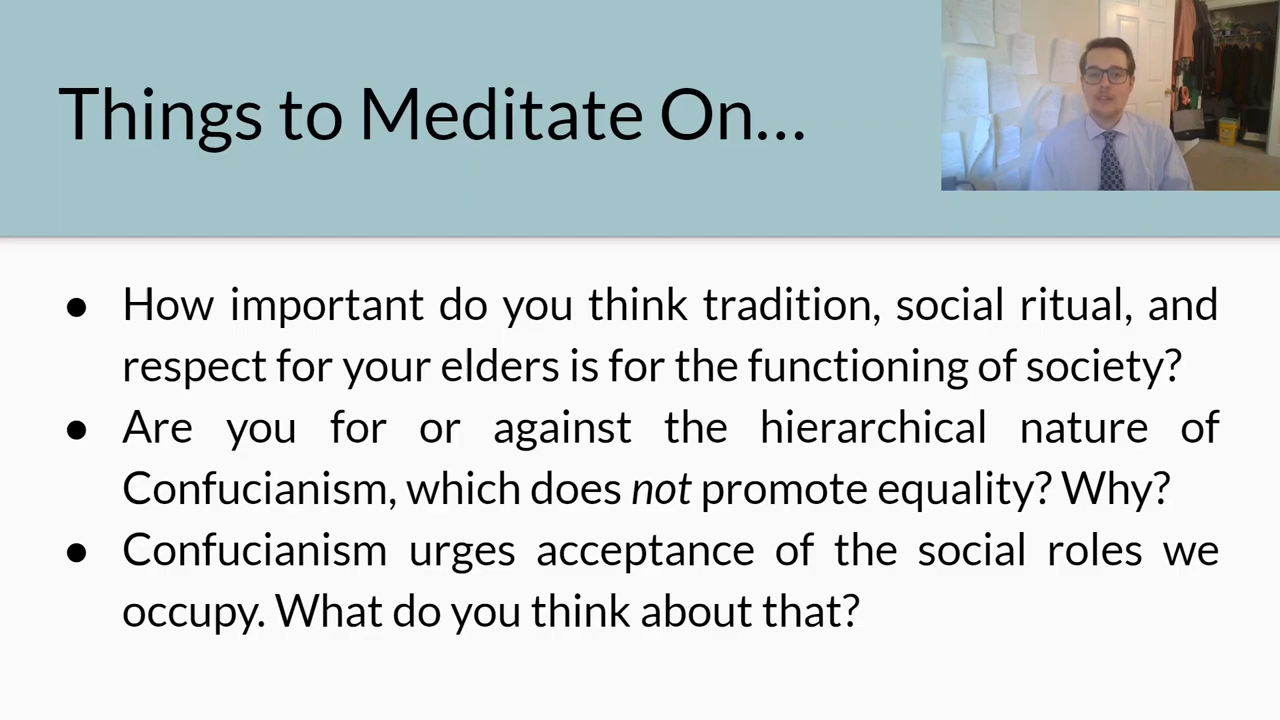 Things to Meditate On...
● How important do you think tradition, social ritual, and
respect for your elders is for the functioning of society?
● Are you for or against the hierarchical nature of
Confucianism, which does not promote equality? Why?
● Confucianism urges acceptance of the social roles we
occupy. What do you think about that?